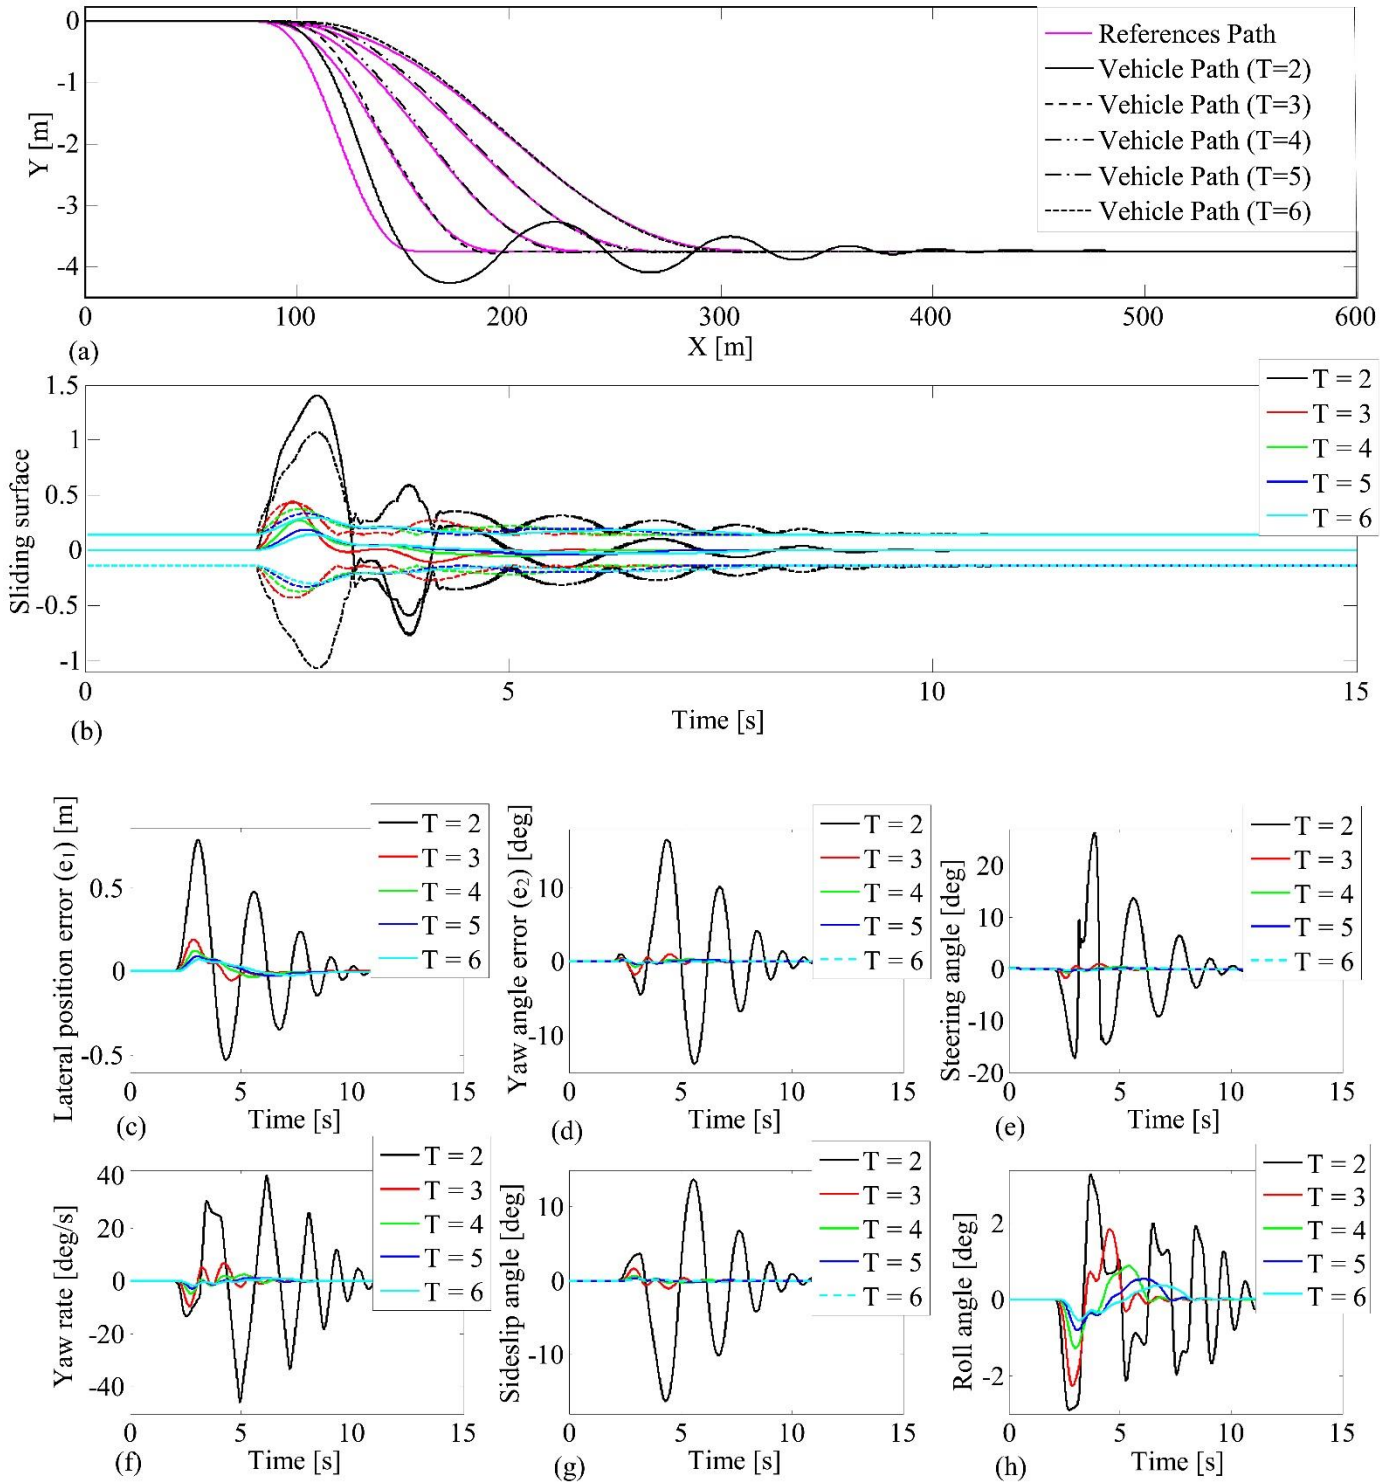 0
-1
-2
-3
-4
Y [m]
References Path
Vehicle Path (T=2)
Vehicle Path (T=3)
Vehicle Path (T=4)
Vehicle Path (T=5)
Vehicle Path (T=6)
0 100 200 300 400 500 600
X [m]
(a)
1.5
1
0.5
0
-0.5
-1
Sliding surface
T = 2
T = 3
T = 4
T = 5
T = 6
0 5 10 15
Time [s]
(b)
Lateral position error (e1) [m]
0.5
0
-0.5
T = 2
T = 3
T = 4
T = 5
T = 6
0 5 10 15
Time [s]
(c)
Yaw angle error (e2) [deg
10
0
-10
T = 2
T = 3
T = 4
T = 5
T = 6
0 5 10 15
Time [s]
(d)
Steering angle [deg]
20
10
0
-10
-20
T = 2
T = 3
T = 4
T = 5
T = 6
0 5 10 15
Time [s]
(e)
Yaw rate [deg/s]
40
20
0
-20
-40
T = 2
T = 3
T = 4
T = 5
T = 6
0 5 10 15
Time [s]
(f)
Sideslip angle [deg]
10
0
-10
T = 2
T = 3
T = 4
T = 5
T = 6
0 5 10 15
Time [s]
(g)
Roll angle [deg]
2
0
-2
T = 2
T = 3
T = 4
T = 5
T = 6
0 5 10 15
Time [s]
(h)